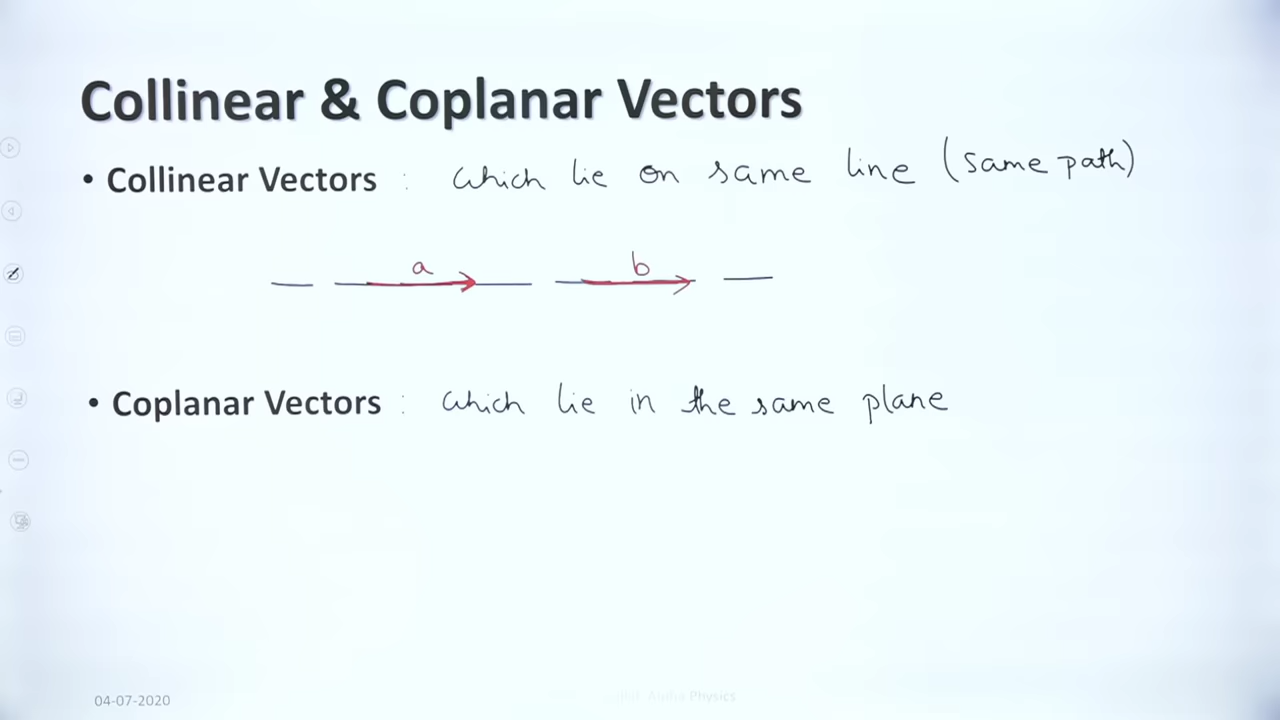 Collinear & Coplanar Vectors
• Collinear Vectors : which lie on same line (same path)
a b
• Coplanar Vectors : which lie in the same plane
04-07-2020 Physics